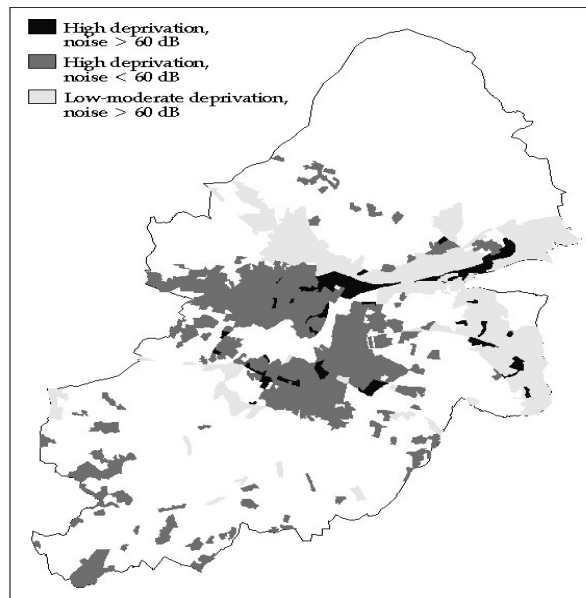 High deprivation,
noise > 60 dB
High deprivation,
noise < 60 dB
Low-moderate deprivation,
noise > 60 dB